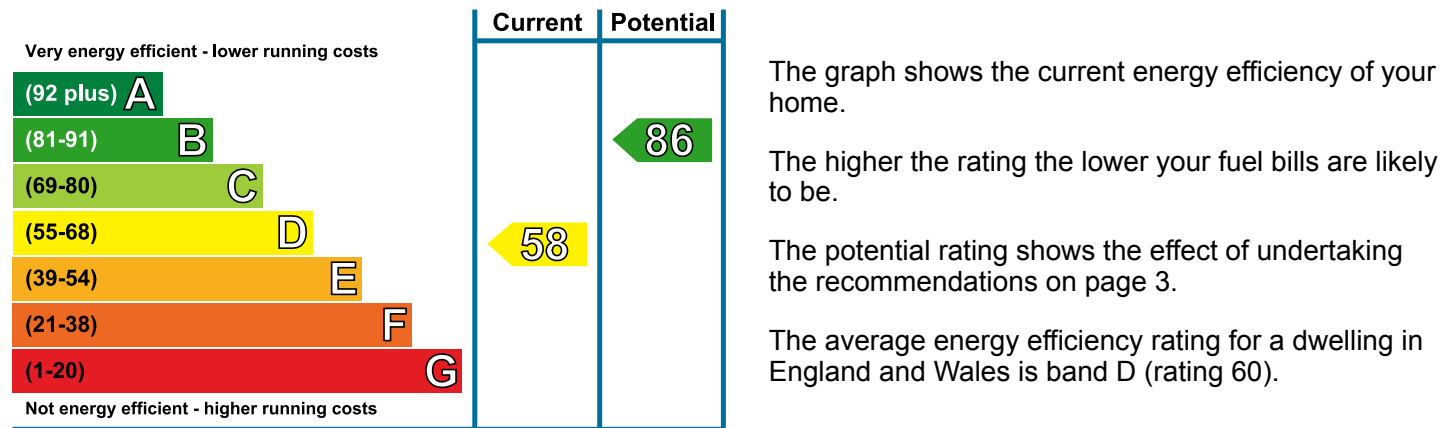 Current Potential
Very energy efficient - lower running costs
(92 plus) A
(81-91) B
(69-80) C
(55-68) D
(39-54) E
(21-38) F
(1-20) G
Not energy efficient - higher running costs
86
58
The graph shows the current energy efficiency of your
home.
The higher the rating the lower your fuel bills are likely
to be.
The potential rating shows the effect of undertaking
the recommendations on page 3.
The average energy efficiency rating for a dwelling in
England and Wales is band D (rating 60).